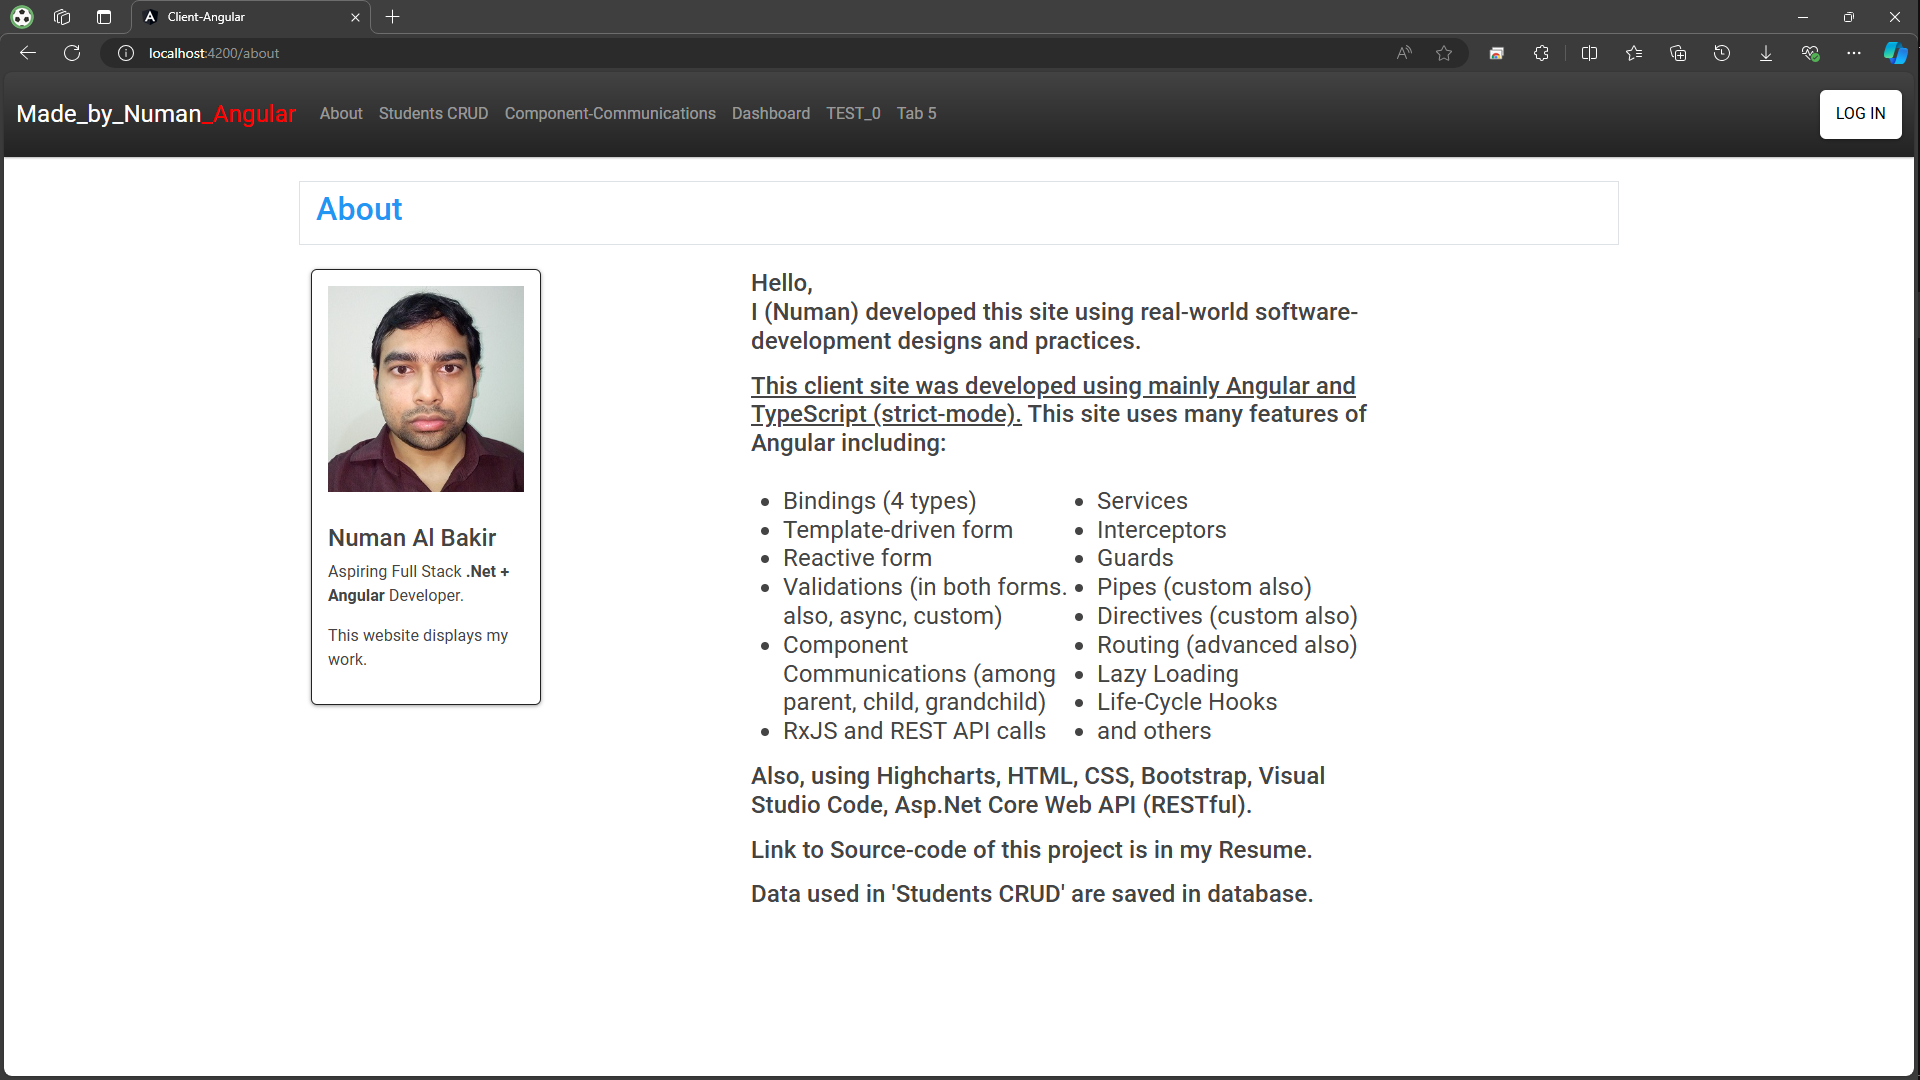 Client-Angular
localhost:4200/about
Made_by_Numan_Angular About Students CRUD Component-Communications Dashboard TEST_0 Tab 5 LOG IN
About
Numan Al Bakir
Aspiring Full Stack .Net +
Angular Developer.
This website displays my
work.
Hello,
I (Numan) developed this site using real-world software-
development designs and practices.
This client site was developed using mainly Angular and
TypeScript (strict-mode). This site uses many features of
Angular including:
Bindings (4 types)
Template-driven form
Reactive form
Validations (in both forms.
also, async, custom)
Component
Communications (among
parent, child, grandchild)
RxJS and REST API calls
Services
Interceptors
Guards
Pipes (custom also)
Directives (custom also)
Routing (advanced also)
Lazy Loading
Life-Cycle Hooks
and others
Also, using Highcharts, HTML, CSS, Bootstrap, Visual
Studio Code, Asp.Net Core Web API (RESTful).
Link to Source-code of this project is in my Resume.
Data used in 'Students CRUD' are saved in database.